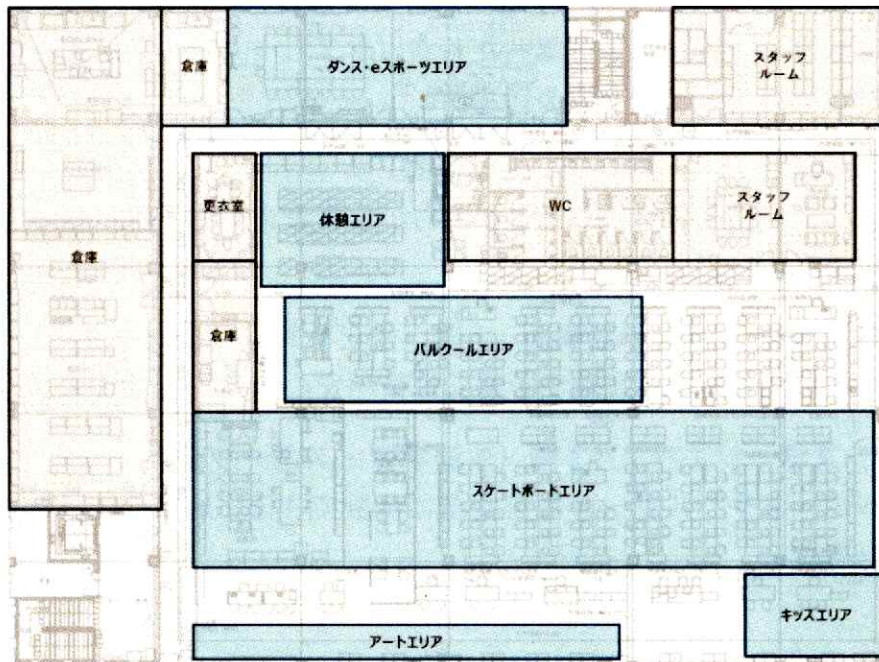 倉庫
ダンス・eスポーツエリア
スタッフ
ルーム
更衣室
休憩エリア
WC
スタッフ
ルーム
倉庫
倉庫
パルクールエリア
スケートボードエリア
キッズエリア
アートエリア